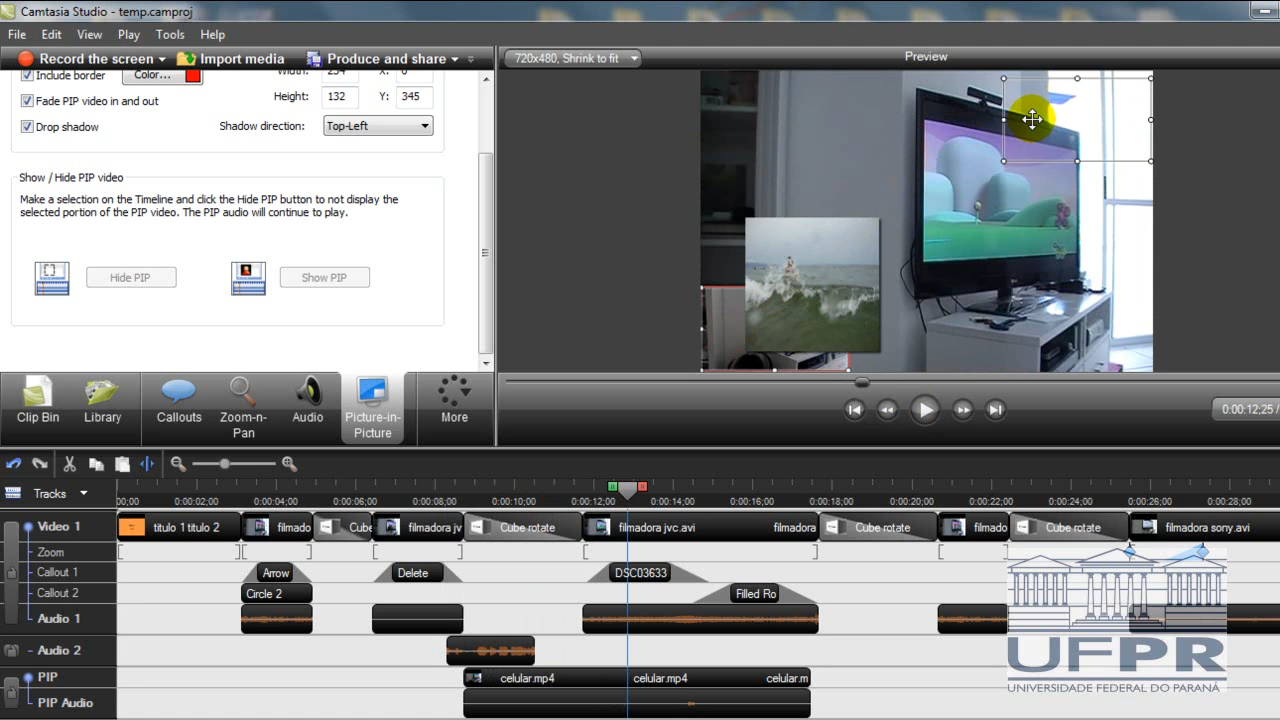 Camtasia Studio - temp.camproj
File Edit View Play Tools Help
Record the screen Import media Produce and share
720x480, Shrink to fit
Preview
Include border Color... Width: 234 X: 0
Fade PIP video in and out Height: 132 Y: 345
Drop shadow Shadow direction: Top-Left
Show / Hide PIP video
Make a selection on the Timeline and click the Hide PIP button to not display the
selected portion of the PIP video. The PIP audio will continue to play.
Hide PIP Show PIP
Clip Bin Library Callouts Zoom-n-Pan Audio Picture-in-Picture More
0:00:12;25/
Tracks
00;00 0:00:02;00 0:00:04;00 0:00:06;00 0:00:08;00 0:00:10;00 0:00:12;00 0:00:14;00 0:00:16;00 0:00:18;00 0:00:20;00 0:00:22;00 0:00:24;00 0:00:26;00 0:00:28;00
Video 1 titulo 1 titulo 2 filmado Cube filmadora jv Cube rotate filmadora jvc.avi filmadora Cube rotate filmado Cube rotate filmadora sony.avi
Zoom
Callout 1 Arrow Delete DSC03633
Callout 2 Circle 2 Filled Ro
Audio 1
Audio 2
PIP celular.mp4 celular.mp4 celular.m
PIP Audio
UFPR
UNIVERSIDADE FEDERAL DO PARANÁ